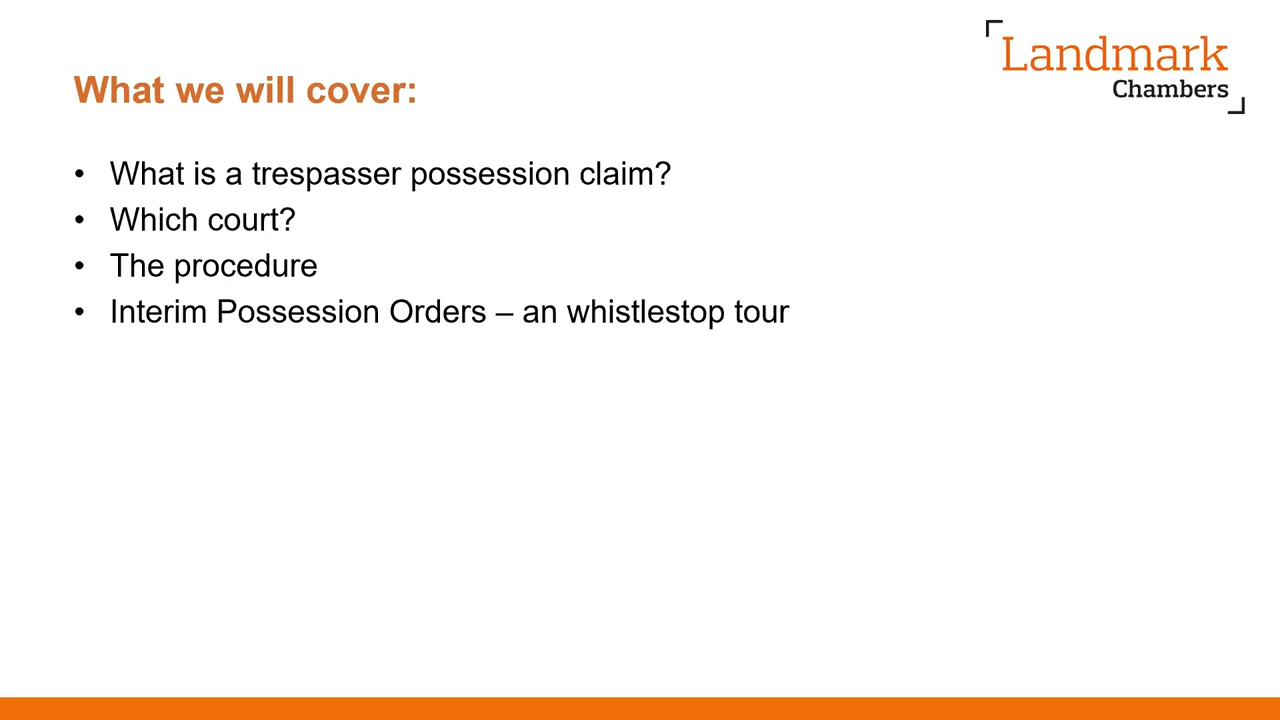 Landmark
Chambers
What we will cover:
• What is a trespasser possession claim?
• Which court?
• The procedure
• Interim Possession Orders – an whistlestop tour